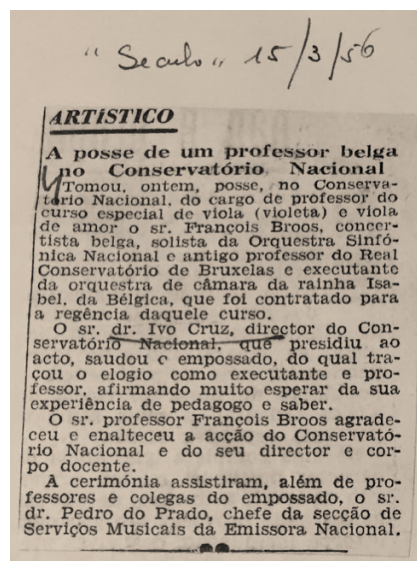 "Seculo" 15/3/56
ARTÍSTICO
A posse de um professor belga
no Conservatório Nacional
Tomou, ontem, posse, no Conserva-
tório Nacional, do cargo de professor do
curso especial de viola (violeta) e viola
de amor o sr. François Broos, concer-
tista belga, solista da Orquestra Sinfó-
nica Nacional e antigo professor do Real
Conservatório de Bruxelas e executante
da orquestra de câmara da rainha Isa-
bel, da Bélgica, que foi contratado para
a regência daquele curso.
O sr. dr. Ivo Cruz, director do Con-
servatório Nacional, que presidiu ao
acto, saudou o empossado, do qual tra-
çou o elogio como executante e pro-
fessor, afirmando muito esperar da sua
experiência de pedagogo e saber.
O sr. professor François Broos agrade-
ceu e enalteceu a acção do Conservató-
rio Nacional e do seu director e cor-
po docente.
À cerimónia assistiram, além de pro-
fessores e colegas do empossado, o sr.
dr. Pedro do Prado, chefe da secção de
Serviços Musicais da Emissora Nacional.